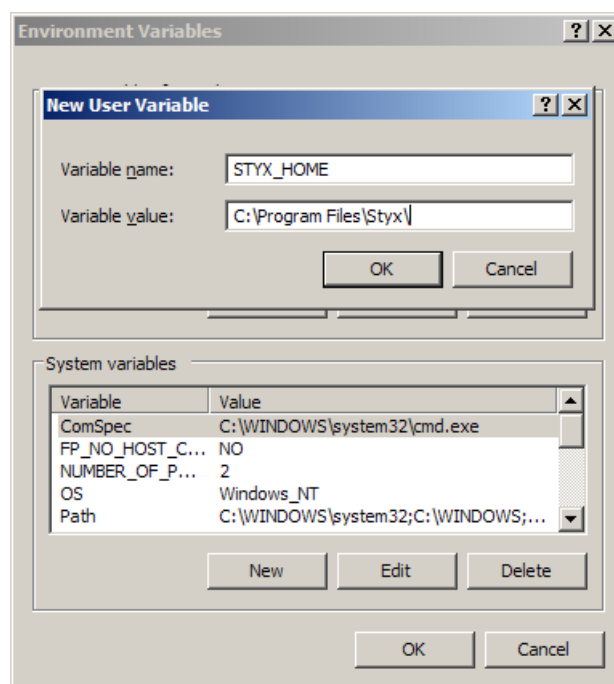 Environment Variables
New User Variable
Variable name: STYX_HOME
Variable value: C:\Program Files\Styx\
OK Cancel
System variables
Variable Value
ComSpec C:\WINDOWS\system32\cmd.exe
FP_NO_HOST_C... NO
NUMBER_OF_P... 2
OS Windows_NT
Path C:\WINDOWS\system32;C:\WINDOWS;...
New Edit Delete
OK Cancel